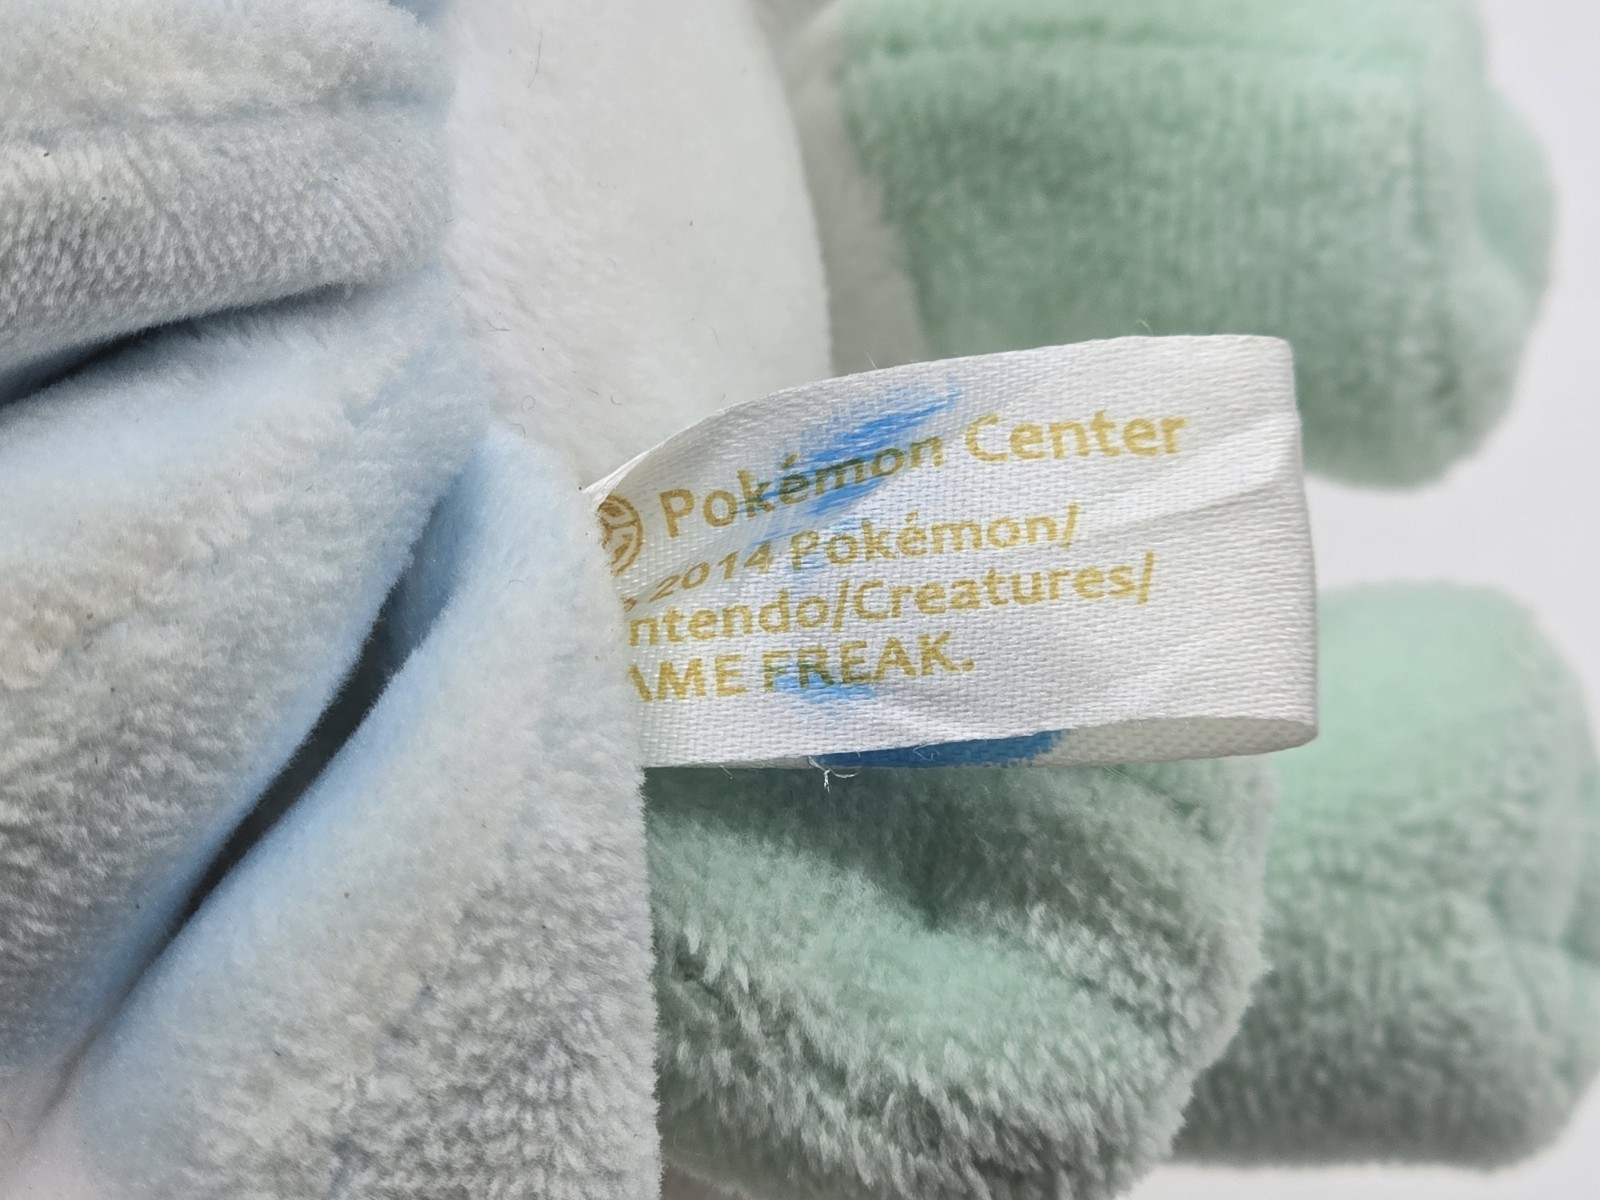 Pokémon Center
2014 Pokémon/
ntendo/Creatures/
AME FREAK.